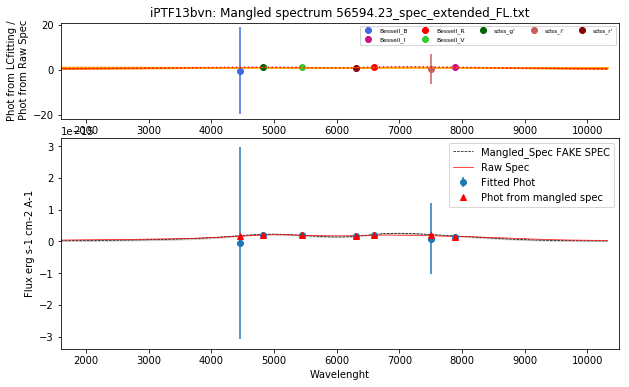 iPTF13bvn: Mangled spectrum 56594.23_spec_extended_FL.txt
Phot from LCfitting /
Phot from Raw Spec
20
0
−20
Bessell_B
Bessell_I
Bessell_R
Bessell_V
sdss_g'
sdss_i'
sdss_r'
2000 3000 4000 5000 6000 7000 8000 9000 10000
1e−15
Flux erg s-1 cm-2 A-1
3
2
1
0
−1
−2
−3
Mangled_Spec FAKE SPEC
Raw Spec
Fitted Phot
Phot from mangled spec
2000 3000 4000 5000 6000 7000 8000 9000 10000
Wavelenght